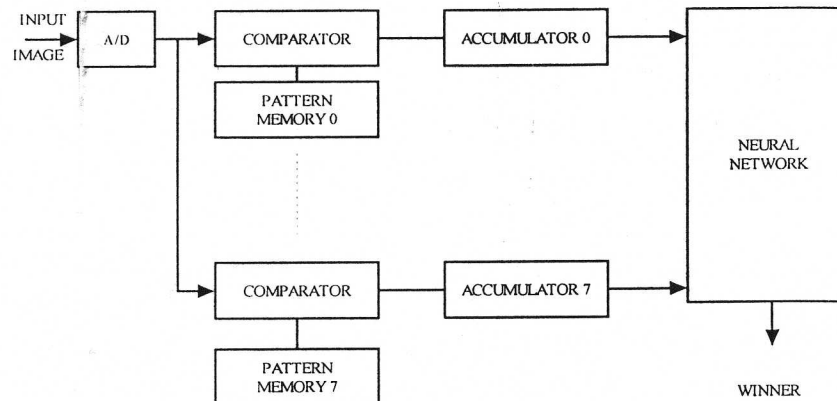 INPUT
IMAGE
A/D
COMPARATOR
ACCUMULATOR 0
PATTERN
MEMORY 0
NEURAL
NETWORK
COMPARATOR
ACCUMULATOR 7
PATTERN
MEMORY 7
WINNER